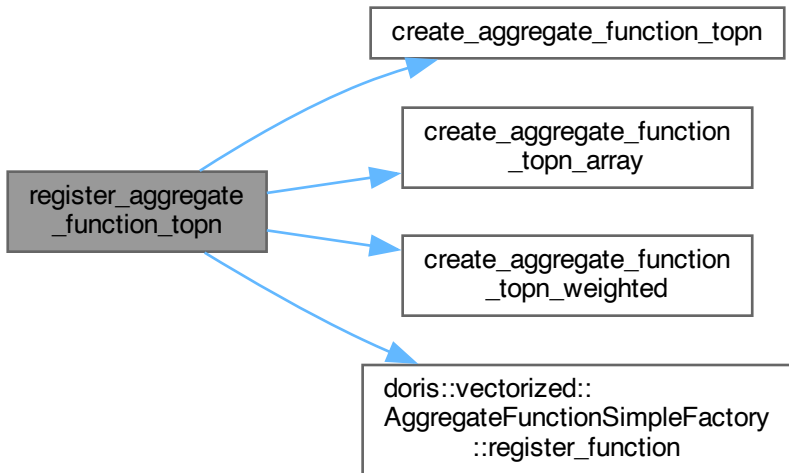 create_aggregate_function_topn
create_aggregate_function
_topn_array
register_aggregate
_function_topn
create_aggregate_function
_topn_weighted
doris::vectorized::
AggregateFunctionSimpleFactory
::register_function